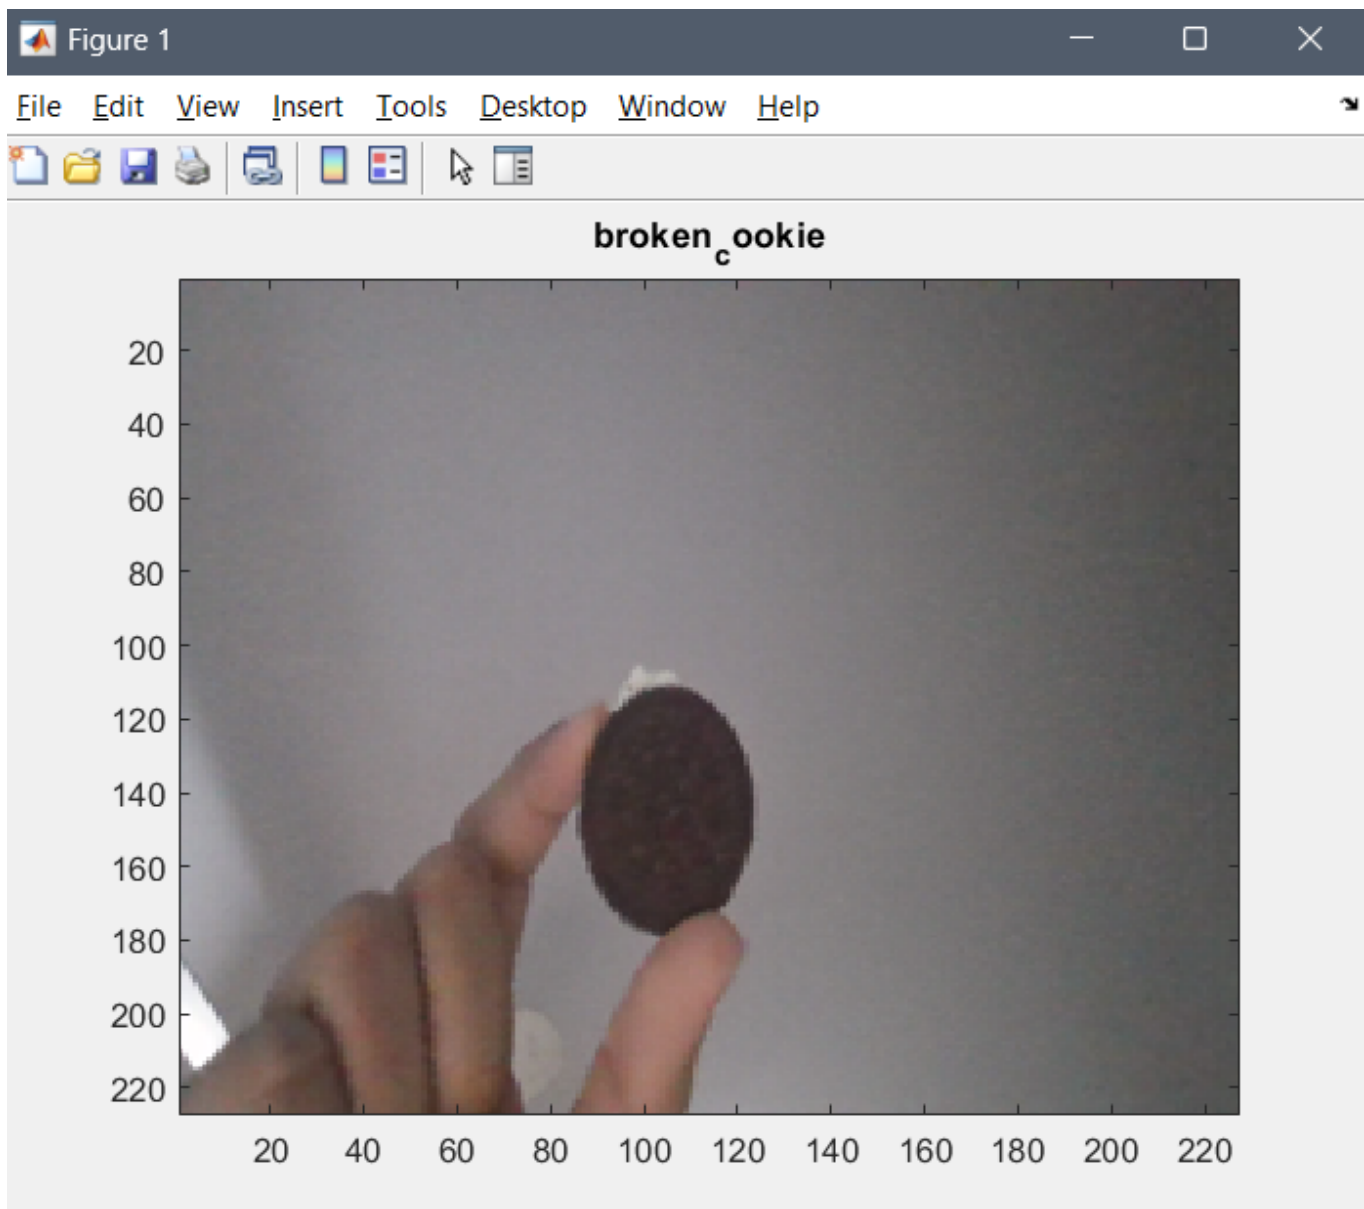 Figure 1
File Edit View Insert Tools Desktop Window Help
broken_cookie
20
40
60
80
100
120
140
160
180
200
220
20 40 60 80 100 120 140 160 180 200 220